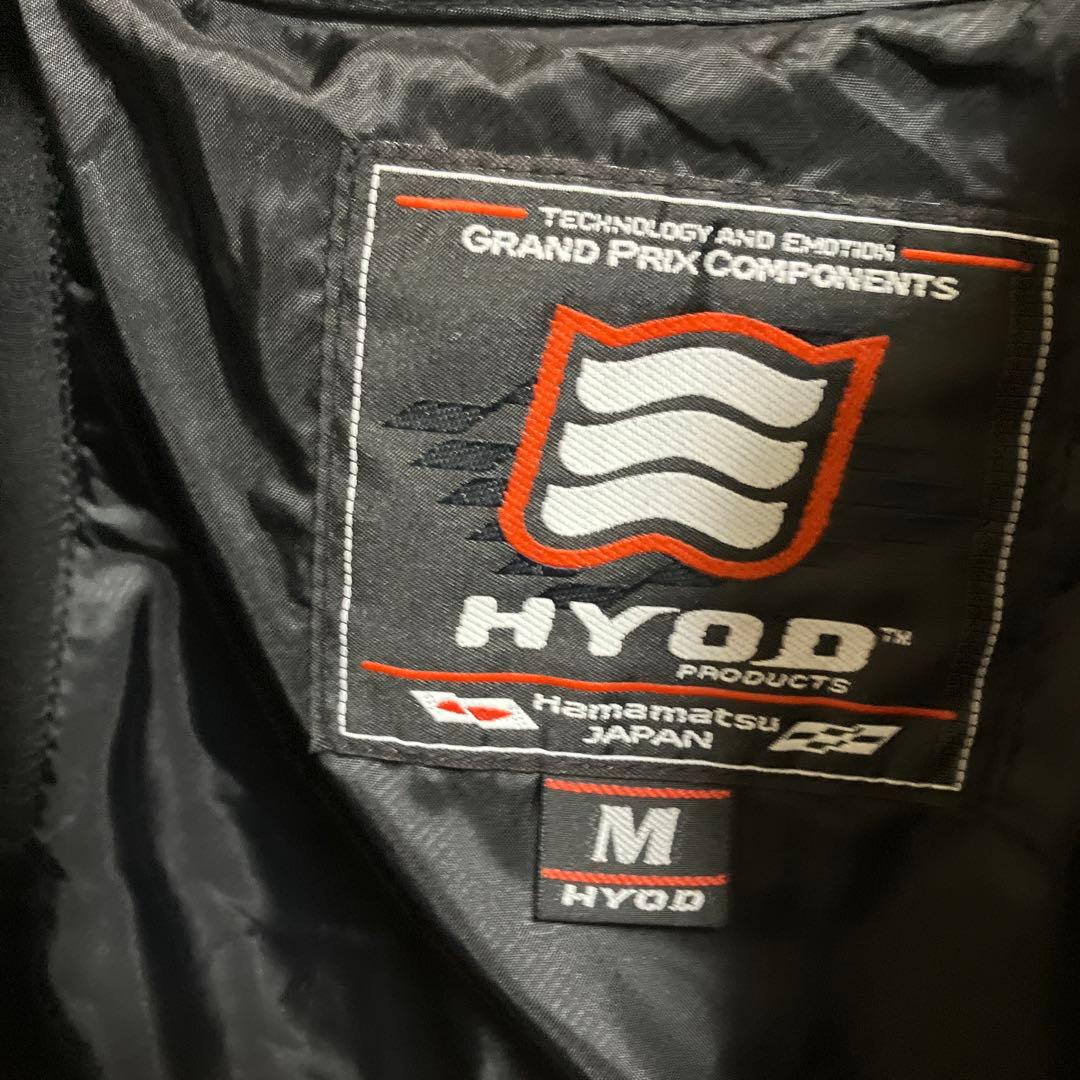 TECHNOLOGY AND EMOTION
GRAND PRIX COMPONENTS
HYOD™
PRODUCTS
Hamamatsu
JAPAN
M
HYOD